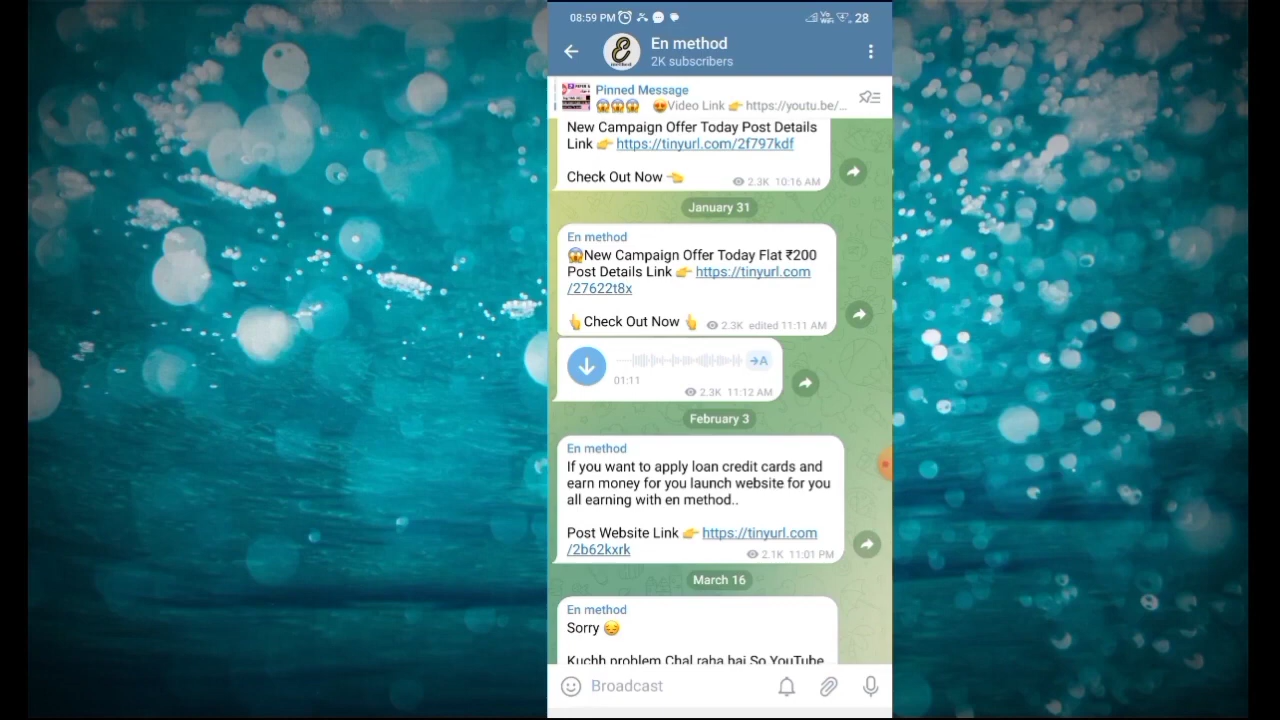 08:59 PM
Vo
WiFi
28
En method
2K subscribers
Pinned Message
😱😱😱 😍Video Link 👉 https://youtu.be/...
New Campaign Offer Today Post Details
Link 👉 https://tinyurl.com/2f797kdf
Check Out Now 👈
2.3K 10:16 AM
January 31
En method
😱New Campaign Offer Today Flat ₹200
Post Details Link 👉 https://tinyurl.com
/27622t8x
👆Check Out Now 👆
2.3K edited 11:11 AM
→A
01:11
2.3K 11:12 AM
February 3
En method
If you want to apply loan credit cards and
earn money for you launch website for you
all earning with en method..
Post Website Link 👉 https://tinyurl.com
/2b62kxrk
2.1K 11:01 PM
March 16
En method
Sorry 😔
Kuchh problem Chal raha hai So YouTube
Broadcast